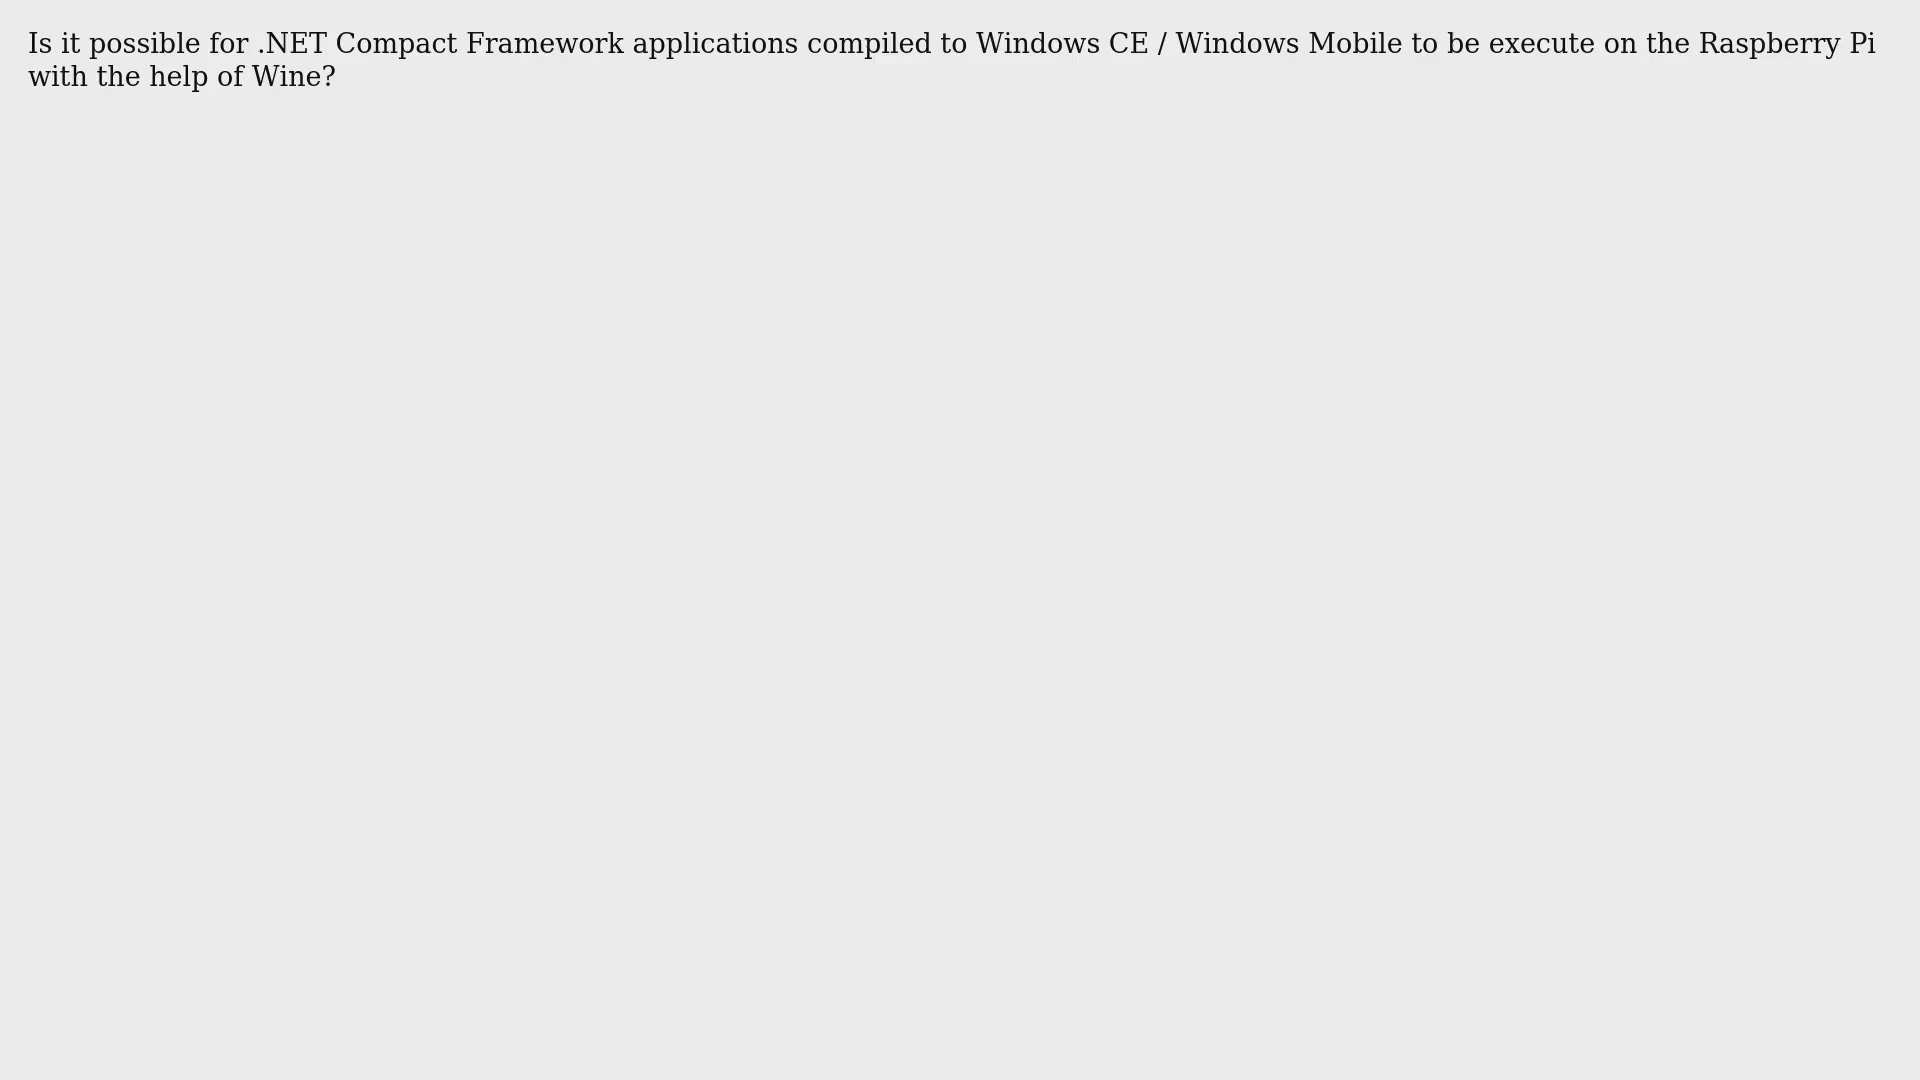 Is it possible for .NET Compact Framework applications compiled to Windows CE / Windows Mobile to be execute on the Raspberry Pi
with the help of Wine?